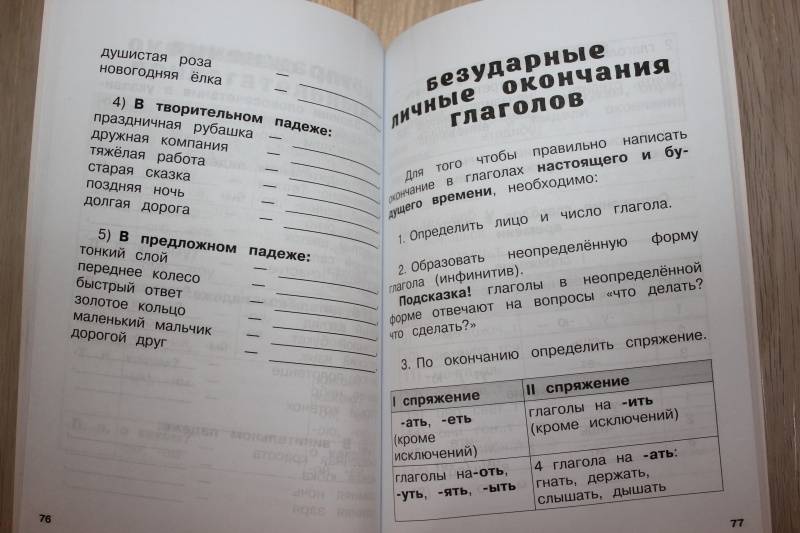 душистая роза —
новогодняя ёлка —
4) В творительном падеже:
праздничная рубашка —
дружная компания —
тяжёлая работа —
старая сказка —
поздняя ночь —
долгая дорога —
5) В предложном падеже:
тонкий слой —
переднее колесо —
быстрый ответ —
золотое кольцо —
маленький мальчик —
дорогой друг —
76
Безударные
личные окончания
глаголов
Для того чтобы правильно написать
окончание в глаголах настоящего и бу-
дущего времени, необходимо:
1. Определить лицо и число глагола.
2. Образовать неопределённую форму
глагола (инфинитив).
Подсказка! глаголы в неопределённой
форме отвечают на вопросы «что делать?
что сделать?»
3. По окончанию определить спряжение.
I спряжение
II спряжение
-ать, -еть
(кроме
исключений)
глаголы на -ить
(кроме исключений)
глаголы на-оть,
-уть, -ять, -ыть
4 глагола на -ать:
гнать, держать,
слышать, дышать
77